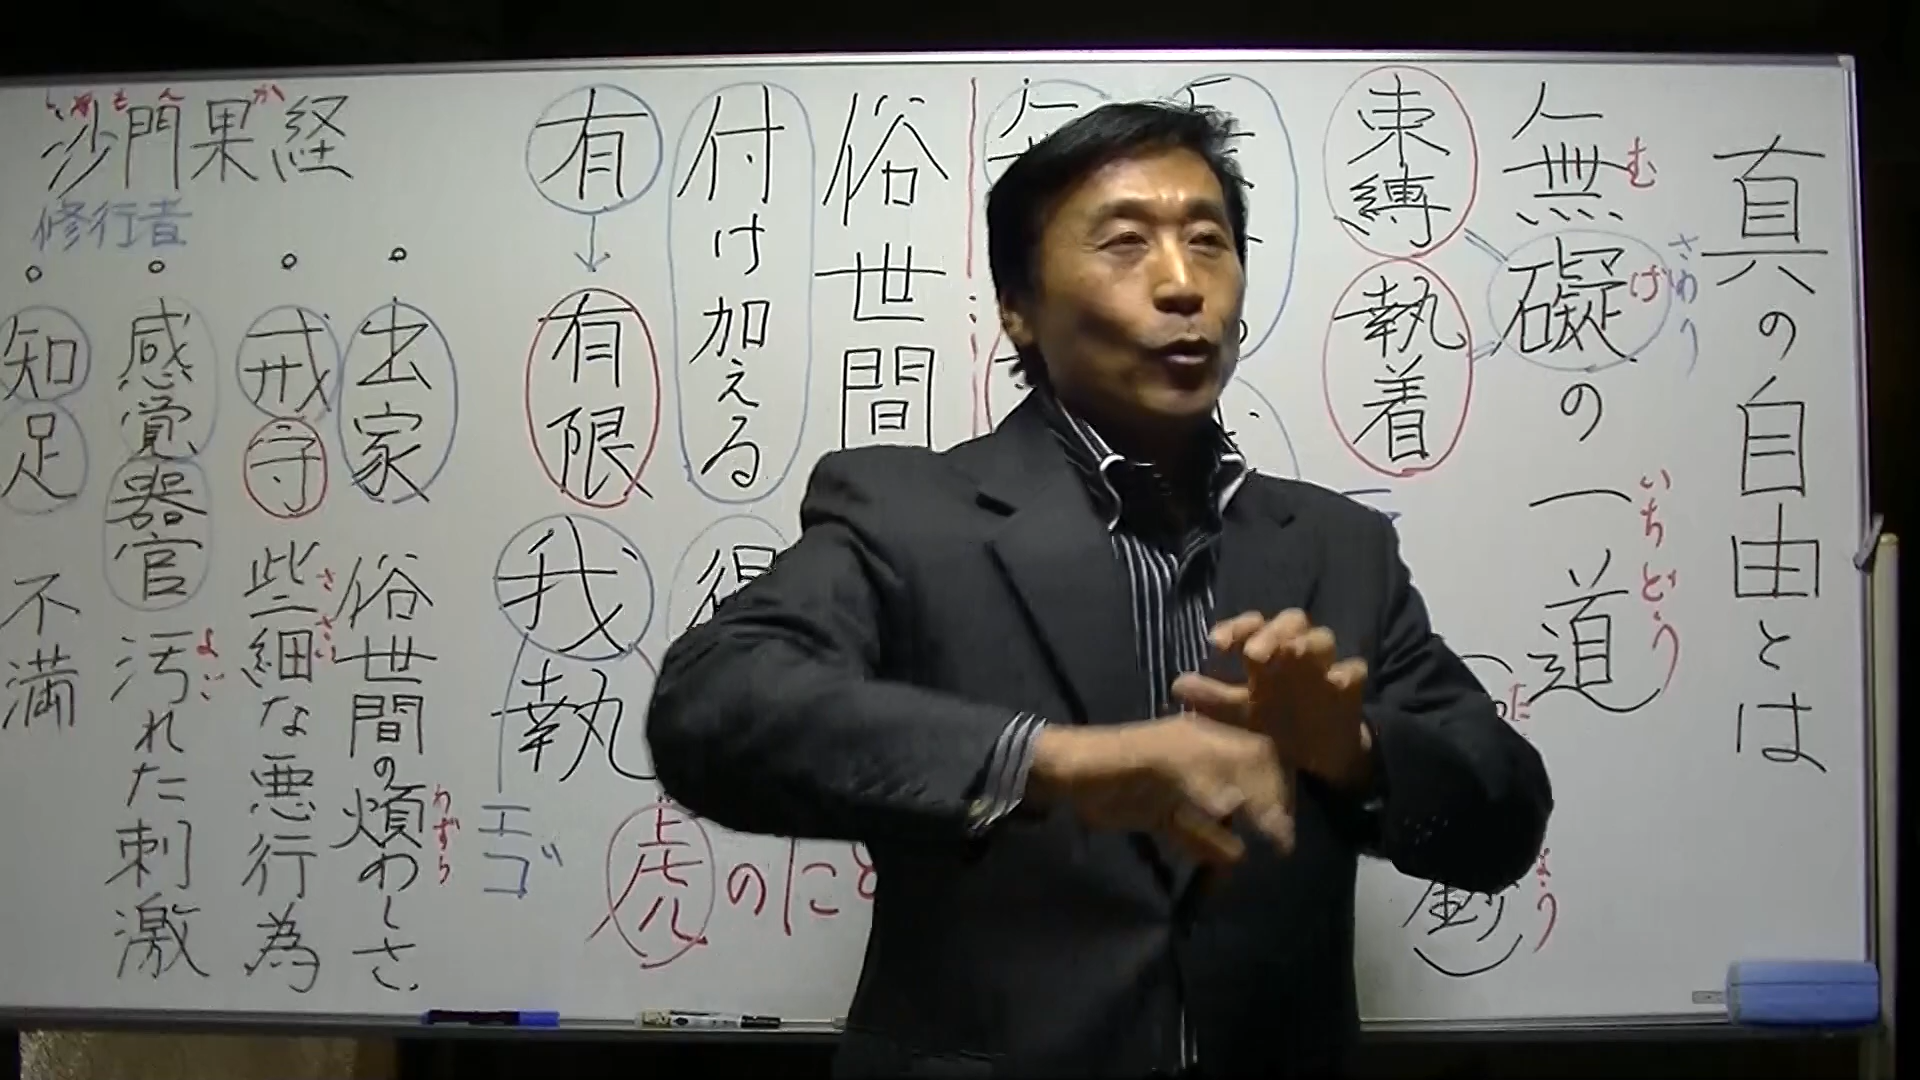 真の自由とは
無礙の一道
む
げ
さわり
いちどう
束縛
執着
俗世間
付け加える
有
有限
我執
エゴ
虎のに
しゃもん か
沙門果経
修行者
出家 俗世間の煩わしさ
わずら
戒守 些細な悪行為
ささい
感覚器官 汚れた刺激
よご
知足 不満